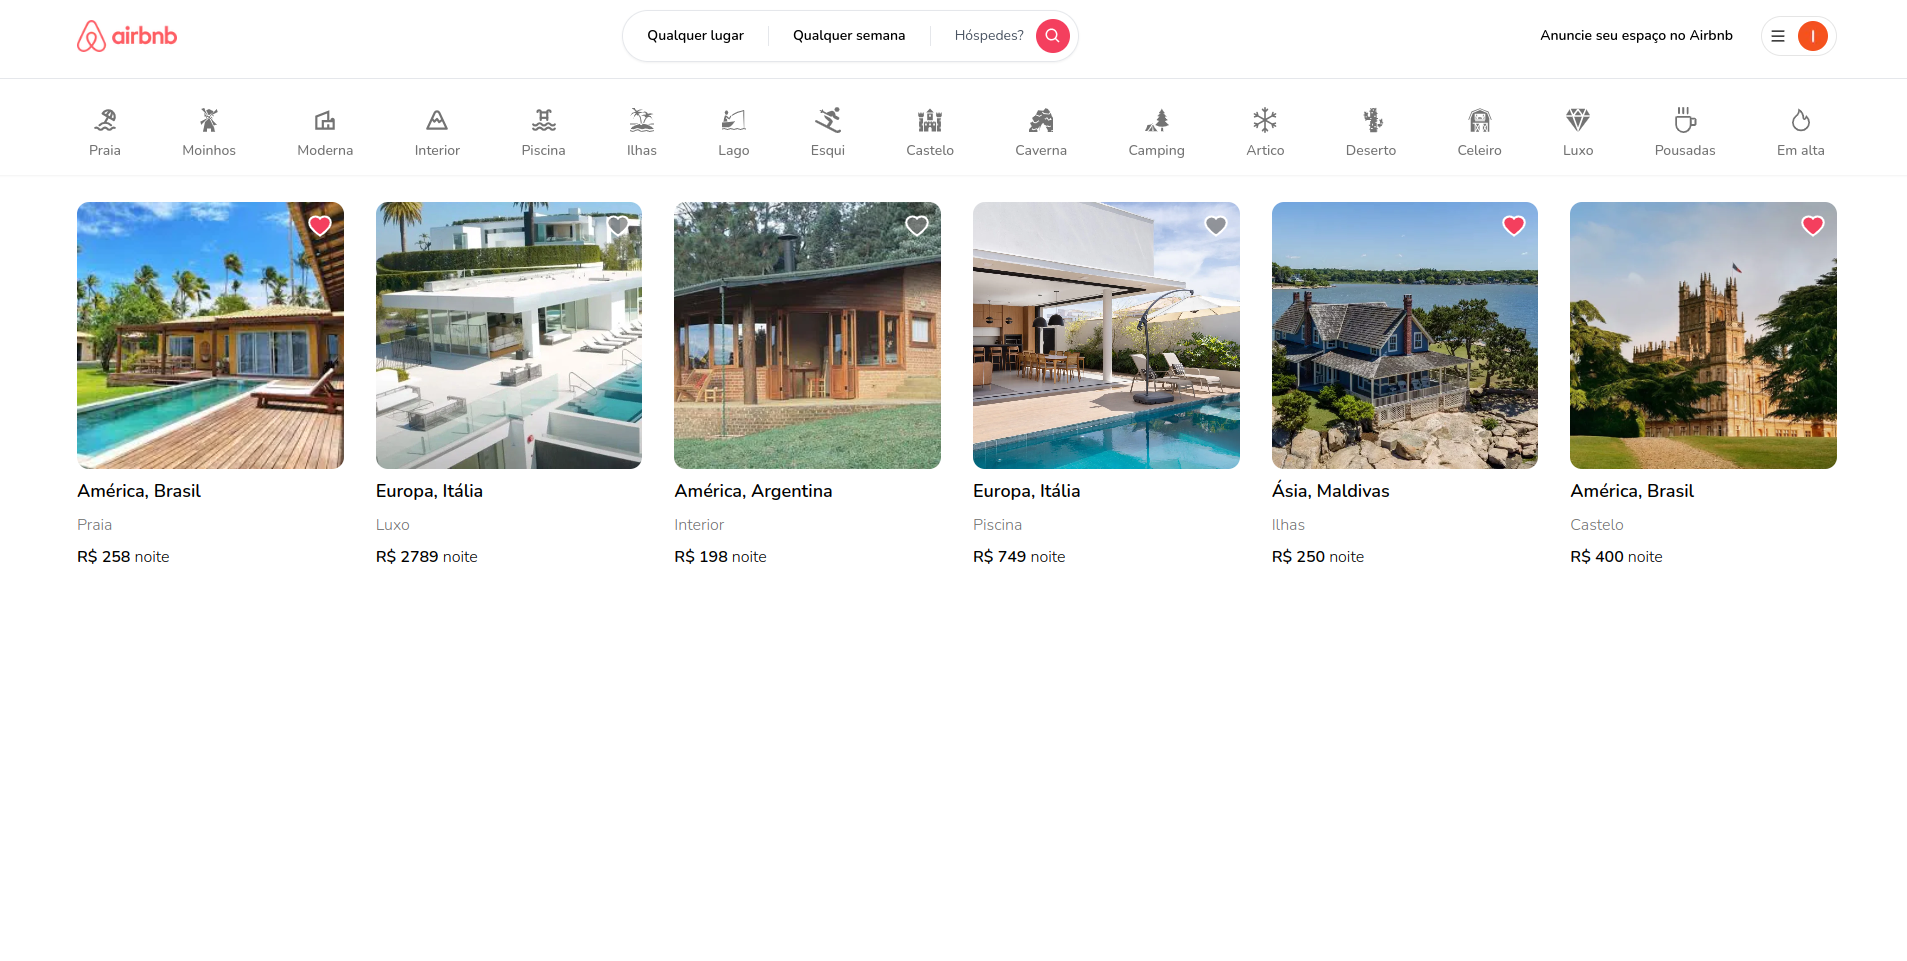 airbnb
Qualquer lugar
Qualquer semana
Hóspedes?
Anuncie seu espaço no Airbnb
I
Praia
Moinhos
Moderna
Interior
Piscina
Ilhas
Lago
Esqui
Castelo
Caverna
Camping
Artico
Deserto
Celeiro
Luxo
Pousadas
Em alta
América, Brasil
Praia
R$ 258 noite
Europa, Itália
Luxo
R$ 2789 noite
América, Argentina
Interior
R$ 198 noite
Europa, Itália
Piscina
R$ 749 noite
Ásia, Maldivas
Ilhas
R$ 250 noite
América, Brasil
Castelo
R$ 400 noite